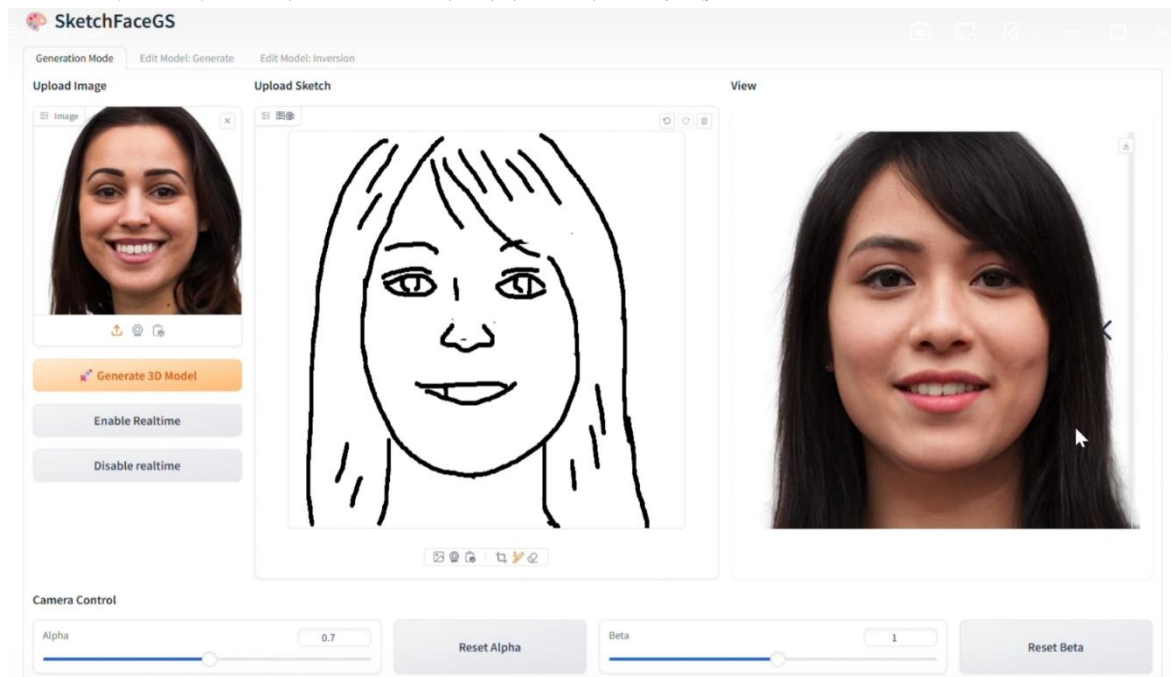 SketchFaceGS
Generation Mode Edit Model: Generate Edit Model: Inversion
Upload Image Upload Sketch View
Image
Generate 3D Model
Enable Realtime
Disable realtime
Camera Control
Alpha 0.7 Reset Alpha Beta 1 Reset Beta